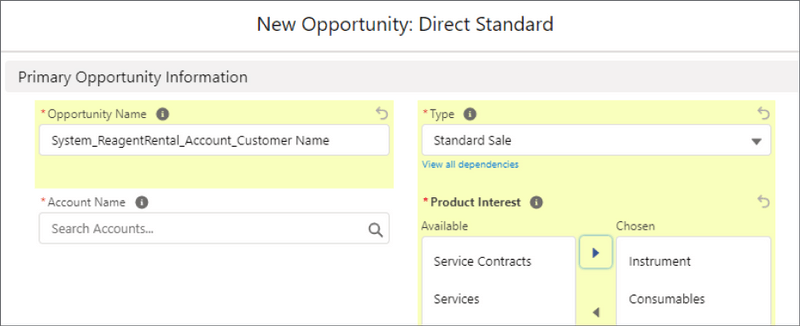 New Opportunity: Direct Standard
Primary Opportunity Information
* Opportunity Name
System_ReagentRental_Account_Customer Name
* Type
Standard Sale
View all dependencies
* Account Name
Search Accounts...
* Product Interest
Available
Chosen
Service Contracts
Instrument
Services
Consumables